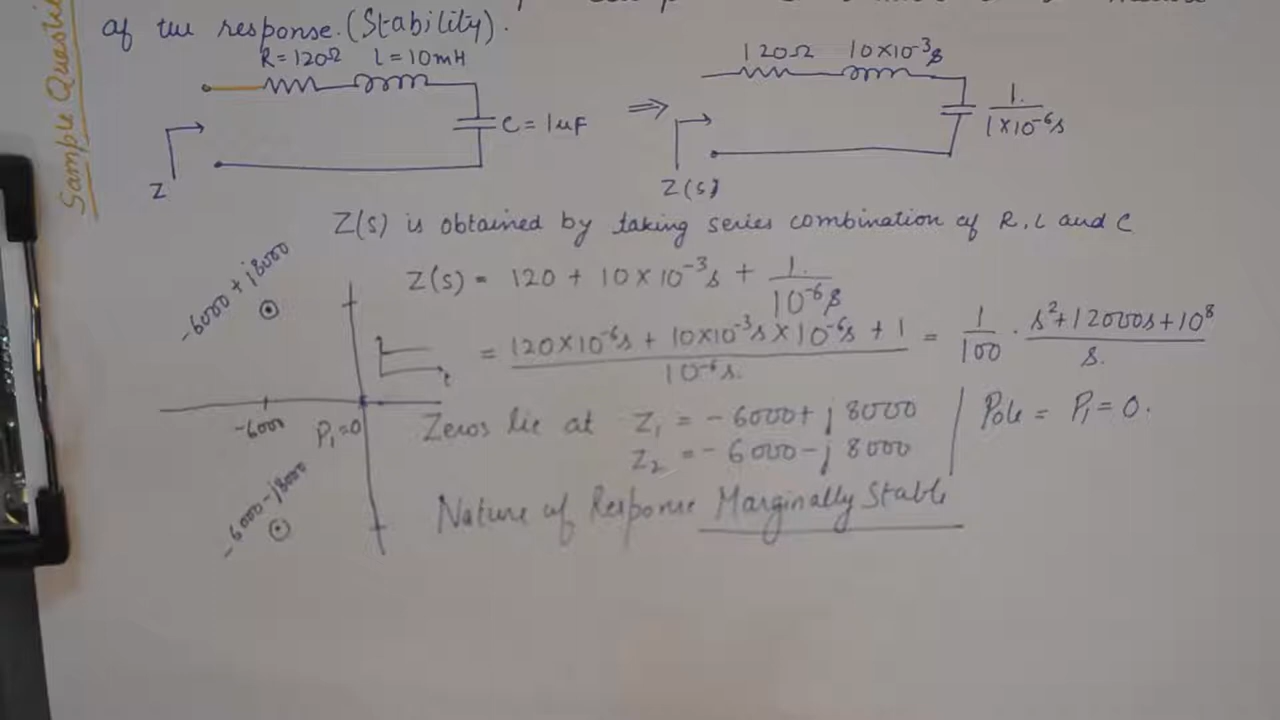 of the response. (Stability).
Sample Questi
R=120Ω L=10mH
C=1uF
Z
⇒
120Ω 10×10⁻³s
1/(1×10⁻⁶s)
Z(s)
Z(s) is obtained by taking series combination of R, L and C
Z(s) = 120 + 10×10⁻³s + 1/(10⁻⁶s)
= (120×10⁻⁶s + 10×10⁻³s×10⁻⁶s + 1)/(10⁻⁶s) = 1/100 · (s²+12000s+10⁸)/s.
Zeros lie at Z₁ = -6000+j8000
Z₂ = -6000-j8000
Pole = P₁=0.
Nature of Response Marginally Stable
-6000+j8000
-6000
P₁=0
t
-6000-j8000